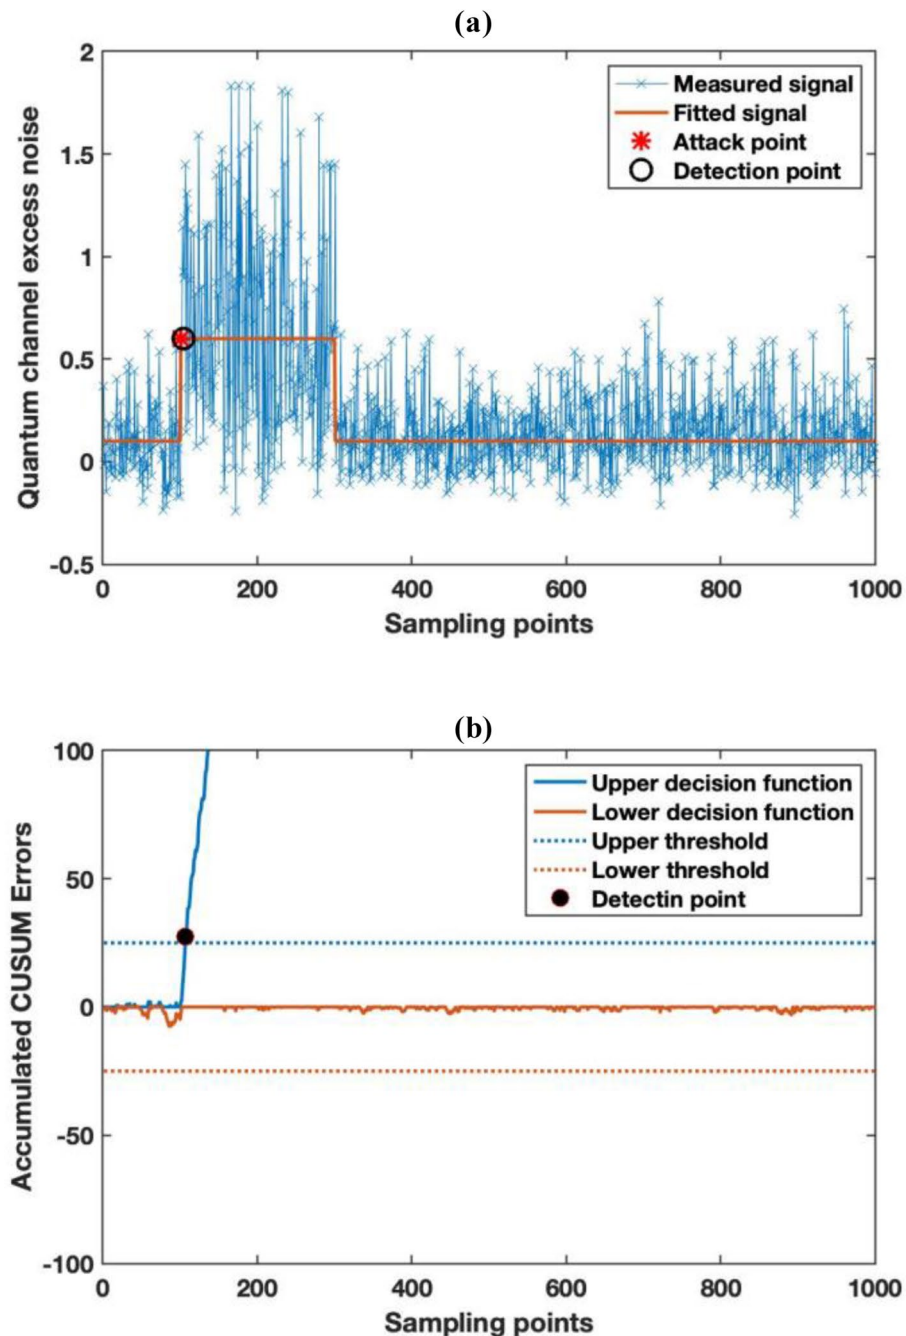 (a)
2
1.5
1
0.5
0
-0.5
Quantum channel excess noise
Measured signal
Fitted signal
Attack point
Detection point
0 200 400 600 800 1000
Sampling points
(b)
100
50
0
-50
-100
Accumulated CUSUM Errors
Upper decision function
Lower decision function
Upper threshold
Lower threshold
Detectin point
0 200 400 600 800 1000
Sampling points